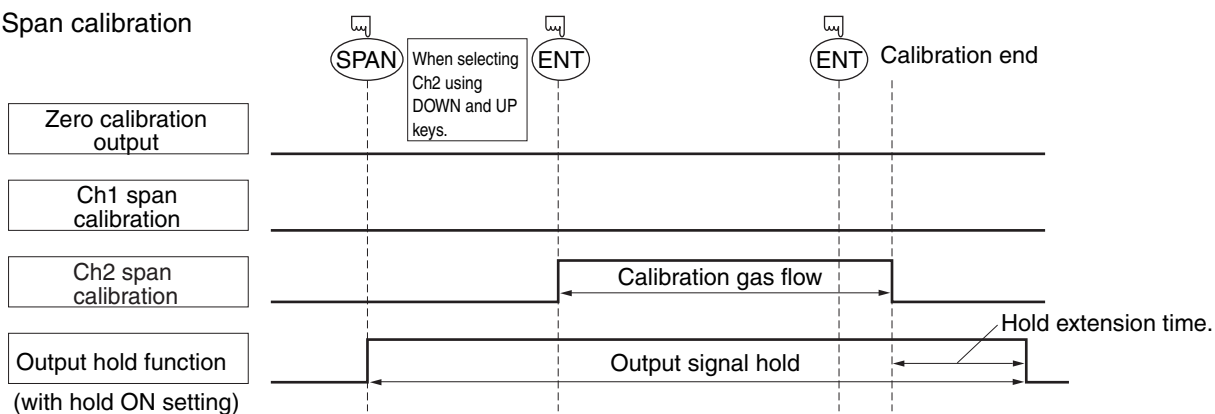 Span calibration
SPAN
When selecting
Ch2 using
DOWN and UP
keys.
ENT
ENT
Calibration end
Zero calibration
output
Ch1 span
calibration
Ch2 span
calibration
Calibration gas flow
Hold extension time.
Output hold function
Output signal hold
(with hold ON setting)